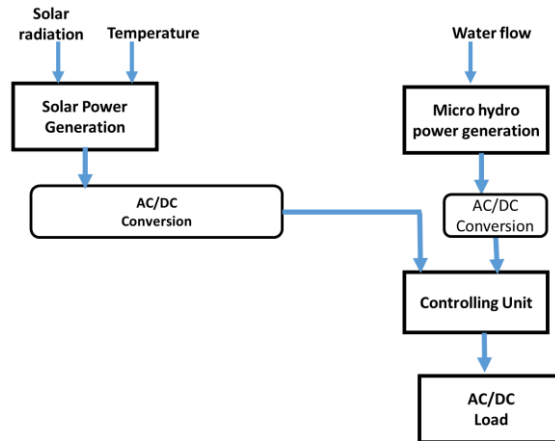 Solar
radiation
Temperature
Water flow
Solar Power
Generation
Micro hydro
power generation
AC/DC
Conversion
AC/DC
Conversion
Controlling Unit
AC/DC
Load